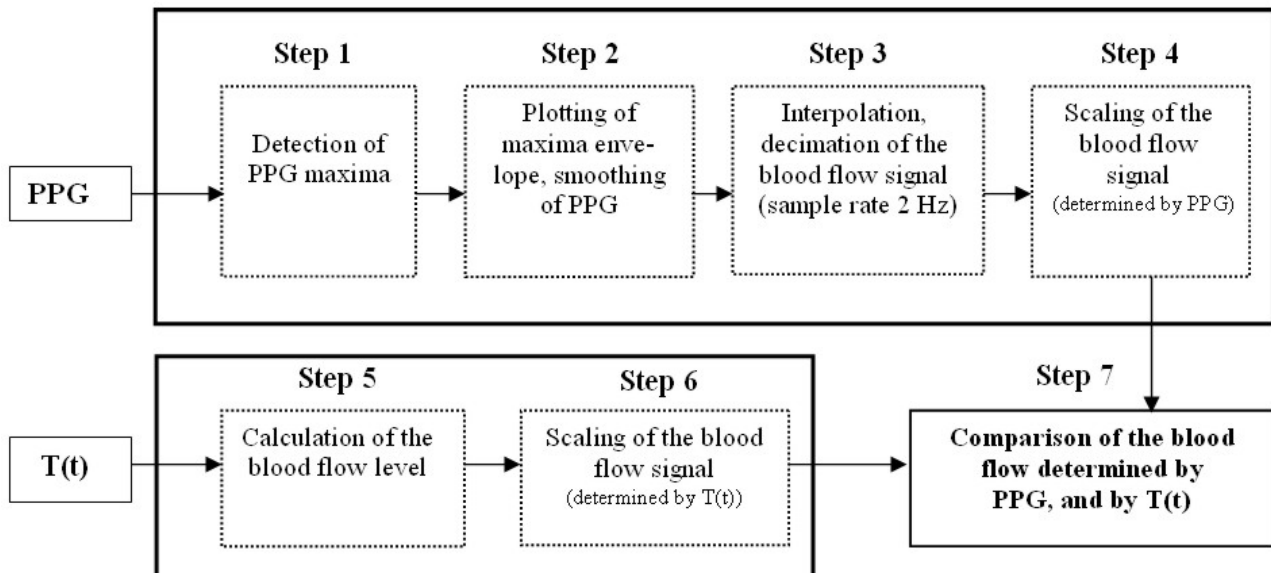 Step 1
Step 2
Step 3
Step 4
PPG
Detection of
PPG maxima
Plotting of
maxima enve-
lope, smoothing
of PPG
Interpolation,
decimation of the
blood flow signal
(sample rate 2 Hz)
Scaling of the
blood flow
signal
(determined by PPG)
Step 5
Step 6
Step 7
T(t)
Calculation of the
blood flow level
Scaling of the blood
flow signal
(determined by T(t))
Comparison of the blood
flow determined by
PPG, and by T(t)